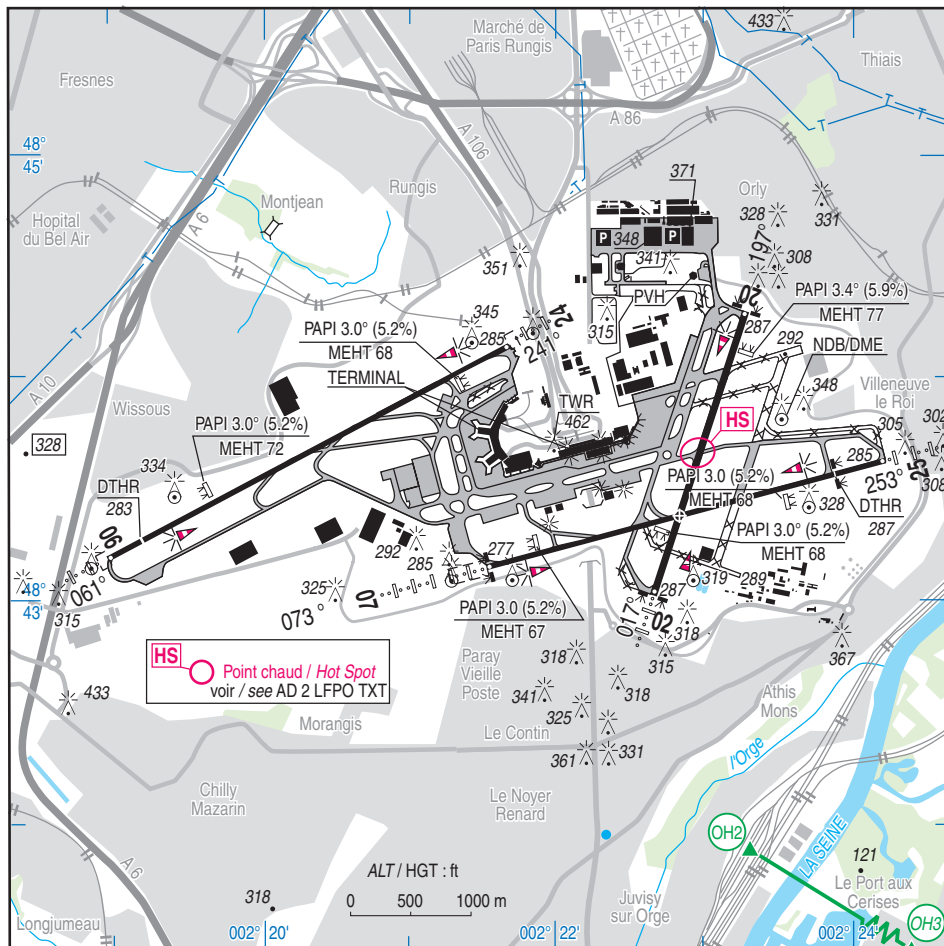 433
Marché de
Paris Rungis
Thiais
Fresnes
A 86
A 106
48°
45'
Rungis
371
Orly
Montjean
A 6
Hopital
du Bel Air
328
331
197°
P
348
P
341
308
351
20
PVH
PAPI 3.4° (5.9%)
MEHT 77
345
24
315
287
PAPI 3.0° (5.2%)
MEHT 68
285
241°
292
NDB/DME
A 10
TERMINAL
Wissous
TWR
462
348
Villeneuve
le Roi
PAPI 3.0° (5.2%)
MEHT 72
HS
305
302
328
334
285
25
253°
308
PAPI 3.0 (5.2%)
MEHT 68
DTHR
283
328
DTHR
287
06
PAPI 3.0° (5.2%)
MEHT 68
292
277
285
319
289
061°
48°
43'
325
07
287
073°
017°
02
315
PAPI 3.0 (5.2%)
MEHT 67
318
315
367
HS
Point chaud / Hot Spot
voir / see AD 2 LFPO TXT
Paray
Vieille
Poste
318
318
433
341
325
Athis
Mons
Morangis
Le Contin
331
361
l'Orge
Chilly
Mazarin
Le Noyer
Renard
LA SEINE
OH2
A 6
ALT / HGT : ft
121
Le Port aux
Cerises
318
0 500 1000 m
Juvisy
sur Orge
OH3
Longjumeau
002° 20'
002° 22'
002° 24'